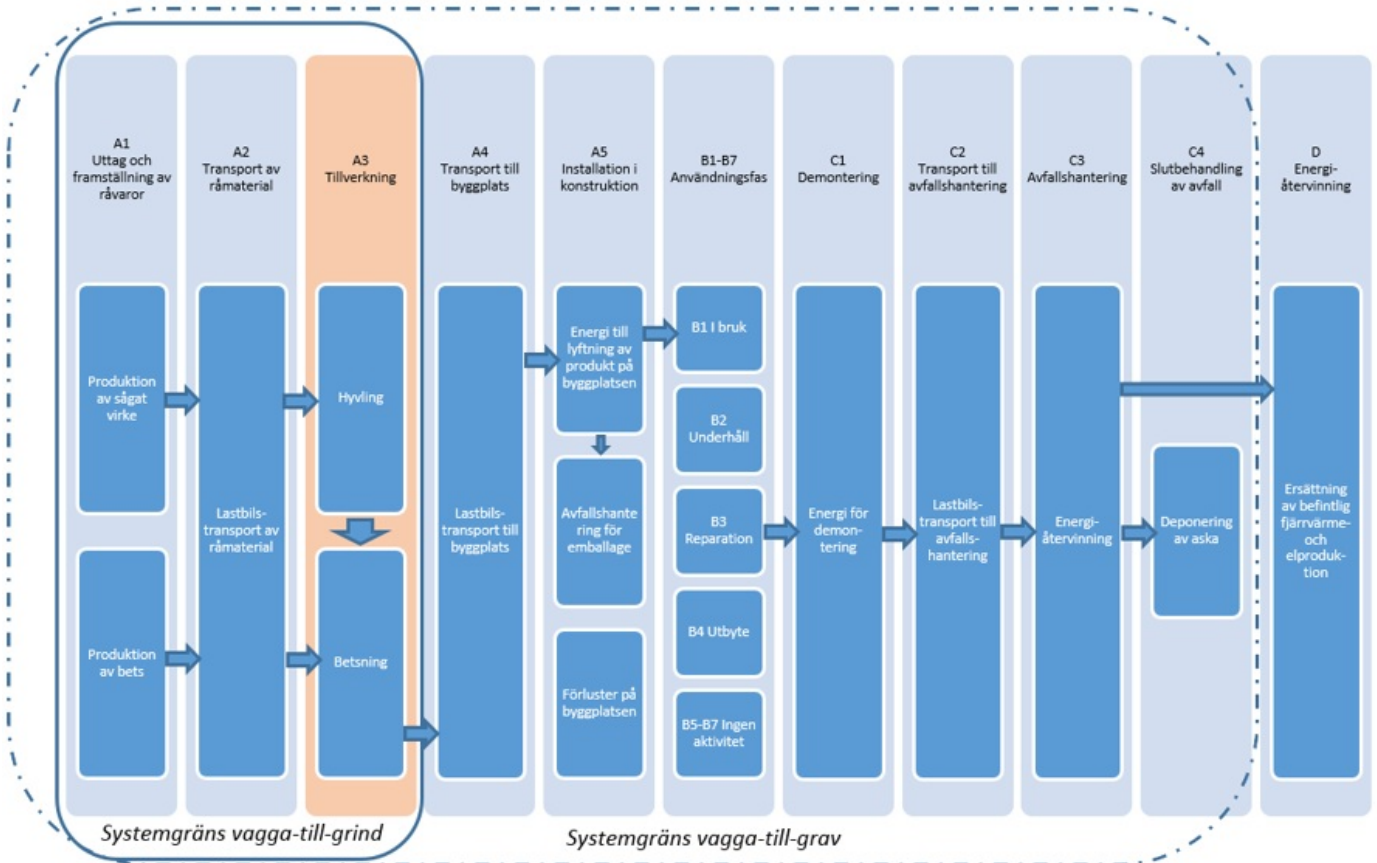 A1
Uttag och
framställning av
råvaror
A2
Transport av
råmaterial
A3
Tillverkning
A4
Transport till
byggplats
A5
Installation i
konstruktion
B1-B7
Användningsfas
C1
Demontering
C2
Transport till
avfallshantering
C3
Avfallshantering
C4
Slutbehandling
av avfall
D
Energi-
återvinning
Produktion
av sågat
virke
Produktion
av bets
Lastbils-
transport av
råmaterial
Hyvling
Betsning
Lastbils-
transport till
byggplats
Energi till
lyftning av
produkt på
byggplatsen
Avfallshante
ring för
emballage
Förluster på
byggplatsen
B1 I bruk
B2
Underhåll
B3
Reparation
B4 Utbyte
B5-B7 Ingen
aktivitet
Energi för
demon-
tering
Lastbils-
transport till
avfalls-
hantering
Energi-
återvinning
Deponering
av aska
Ersättning
av befintlig
fjärrvärme-
och
elproduk-
tion
Systemgräns vagga-till-grind
Systemgräns vagga-till-grav